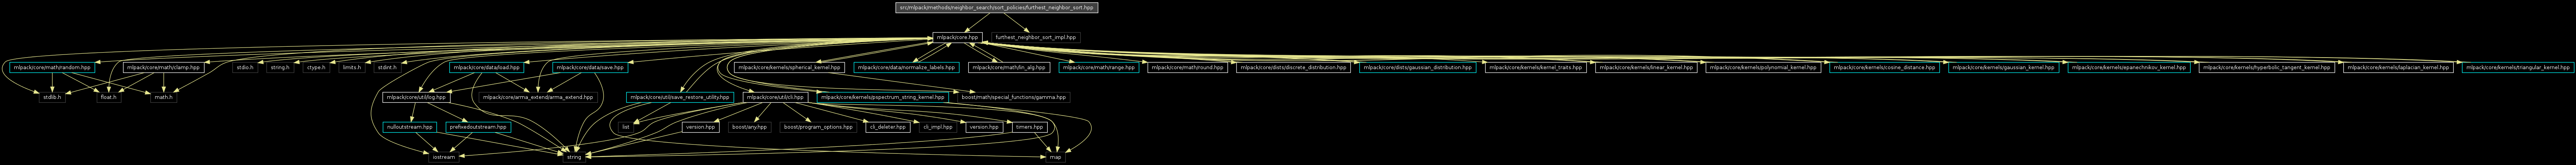 src/mlpack/methods/neighbor_search/sort_policies/furthest_neighbor_sort.hpp
mlpack/core.hpp
furthest_neighbor_sort_impl.hpp
mlpack/core/math/random.hpp
mlpack/core/math/clamp.hpp
stdio.h
string.h
ctype.h
limits.h
stdint.h
mlpack/core/data/load.hpp
mlpack/core/data/save.hpp
mlpack/core/kernels/spherical_kernel.hpp
mlpack/core/data/normalize_labels.hpp
mlpack/core/math/lin_alg.hpp
mlpack/core/math/range.hpp
mlpack/core/math/round.hpp
mlpack/core/dists/discrete_distribution.hpp
mlpack/core/dists/gaussian_distribution.hpp
mlpack/core/kernels/kernel_traits.hpp
mlpack/core/kernels/linear_kernel.hpp
mlpack/core/kernels/polynomial_kernel.hpp
mlpack/core/kernels/cosine_distance.hpp
mlpack/core/kernels/gaussian_kernel.hpp
mlpack/core/kernels/epanechnikov_kernel.hpp
mlpack/core/kernels/hyperbolic_tangent_kernel.hpp
mlpack/core/kernels/laplacian_kernel.hpp
mlpack/core/kernels/triangular_kernel.hpp
stdlib.h
float.h
math.h
mlpack/core/util/log.hpp
mlpack/core/arma_extend/arma_extend.hpp
mlpack/core/util/save_restore_utility.hpp
mlpack/core/util/cli.hpp
mlpack/core/kernels/pspectrum_string_kernel.hpp
boost/math/special_functions/gamma.hpp
nulloutstream.hpp
prefixedoutstream.hpp
list
version.hpp
boost/any.hpp
boost/program_options.hpp
cli_deleter.hpp
cli_impl.hpp
version.hpp
timers.hpp
iostream
string
map